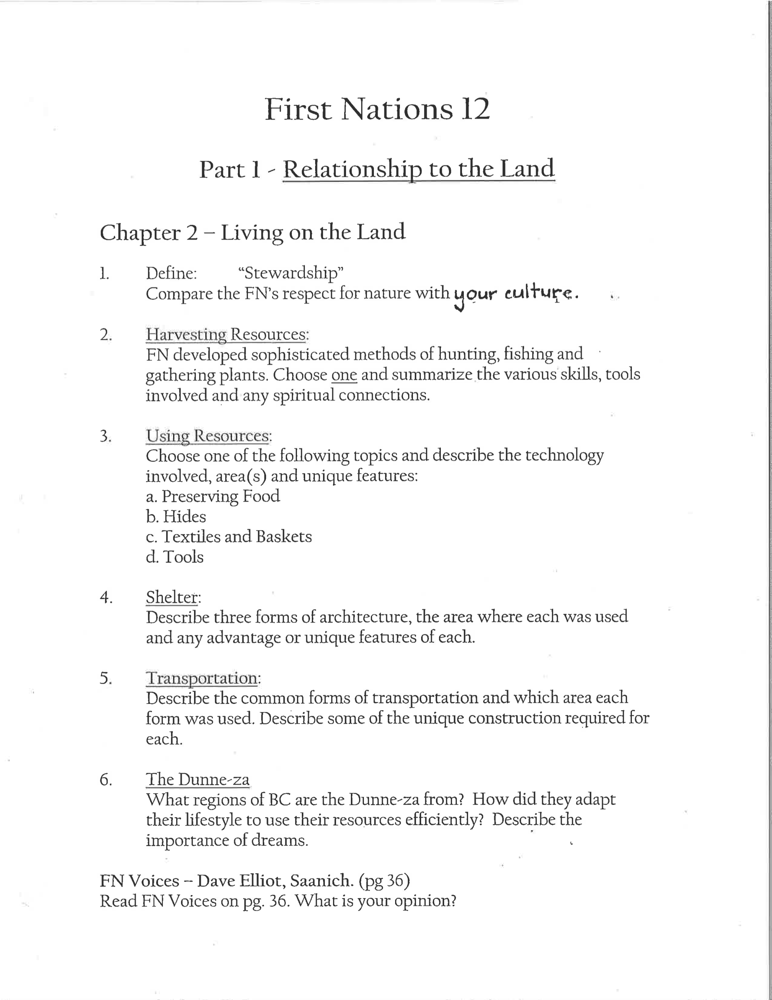 First Nations 12
Part 1 - Relationship to the Land
Chapter 2 – Living on the Land
1. Define: “Stewardship”
Compare the FN’s respect for nature with your culture.
2. Harvesting Resources:
FN developed sophisticated methods of hunting, fishing and
gathering plants. Choose one and summarize the various skills, tools
involved and any spiritual connections.
3. Using Resources:
Choose one of the following topics and describe the technology
involved, area(s) and unique features:
a. Preserving Food
b. Hides
c. Textiles and Baskets
d. Tools
4. Shelter:
Describe three forms of architecture, the area where each was used
and any advantage or unique features of each.
5. Transportation:
Describe the common forms of transportation and which area each
form was used. Describe some of the unique construction required for
each.
6. The Dunne-za
What regions of BC are the Dunne-za from? How did they adapt
their lifestyle to use their resources efficiently? Describe the
importance of dreams.
FN Voices – Dave Elliot, Saanich. (pg 36)
Read FN Voices on pg. 36. What is your opinion?